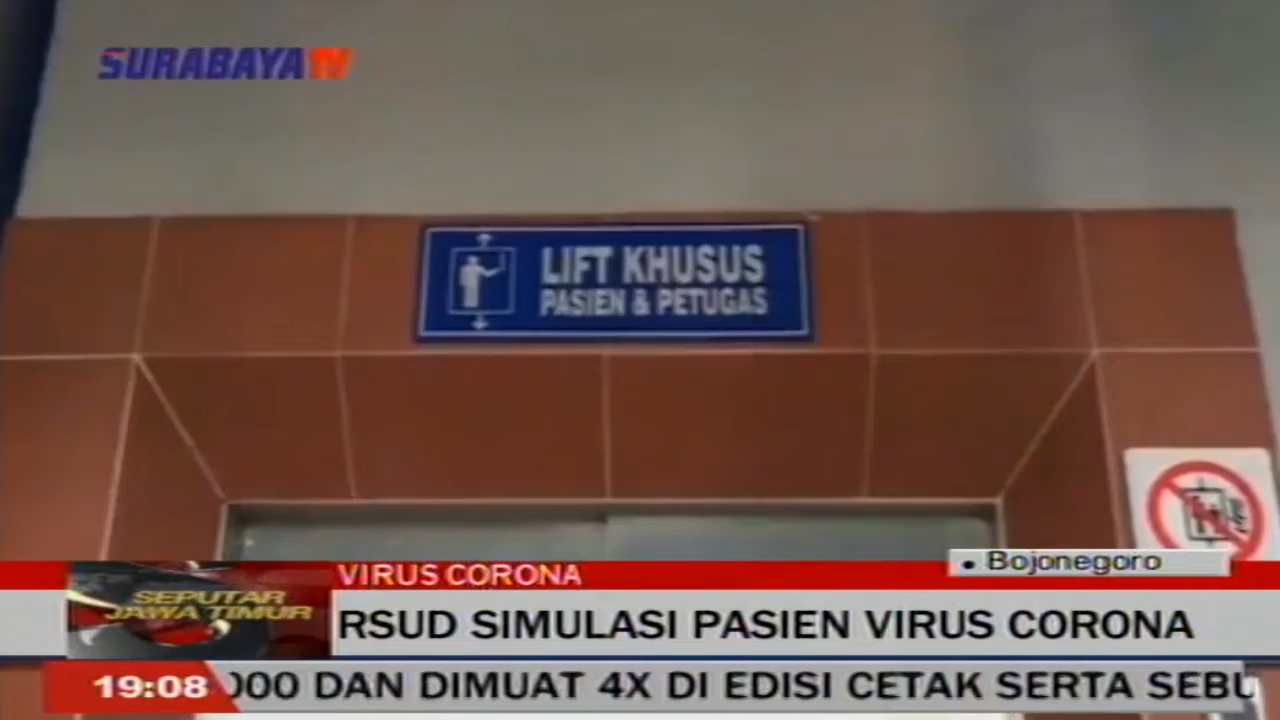 SURABAYATV
LIFT KHUSUS
PASIEN & PETUGAS
• Bojonegoro
VIRUS CORONA
SEPUTAR
JAWA TIMUR
RSUD SIMULASI PASIEN VIRUS CORONA
19:08
000 DAN DIMUAT 4X DI EDISI CETAK SERTA